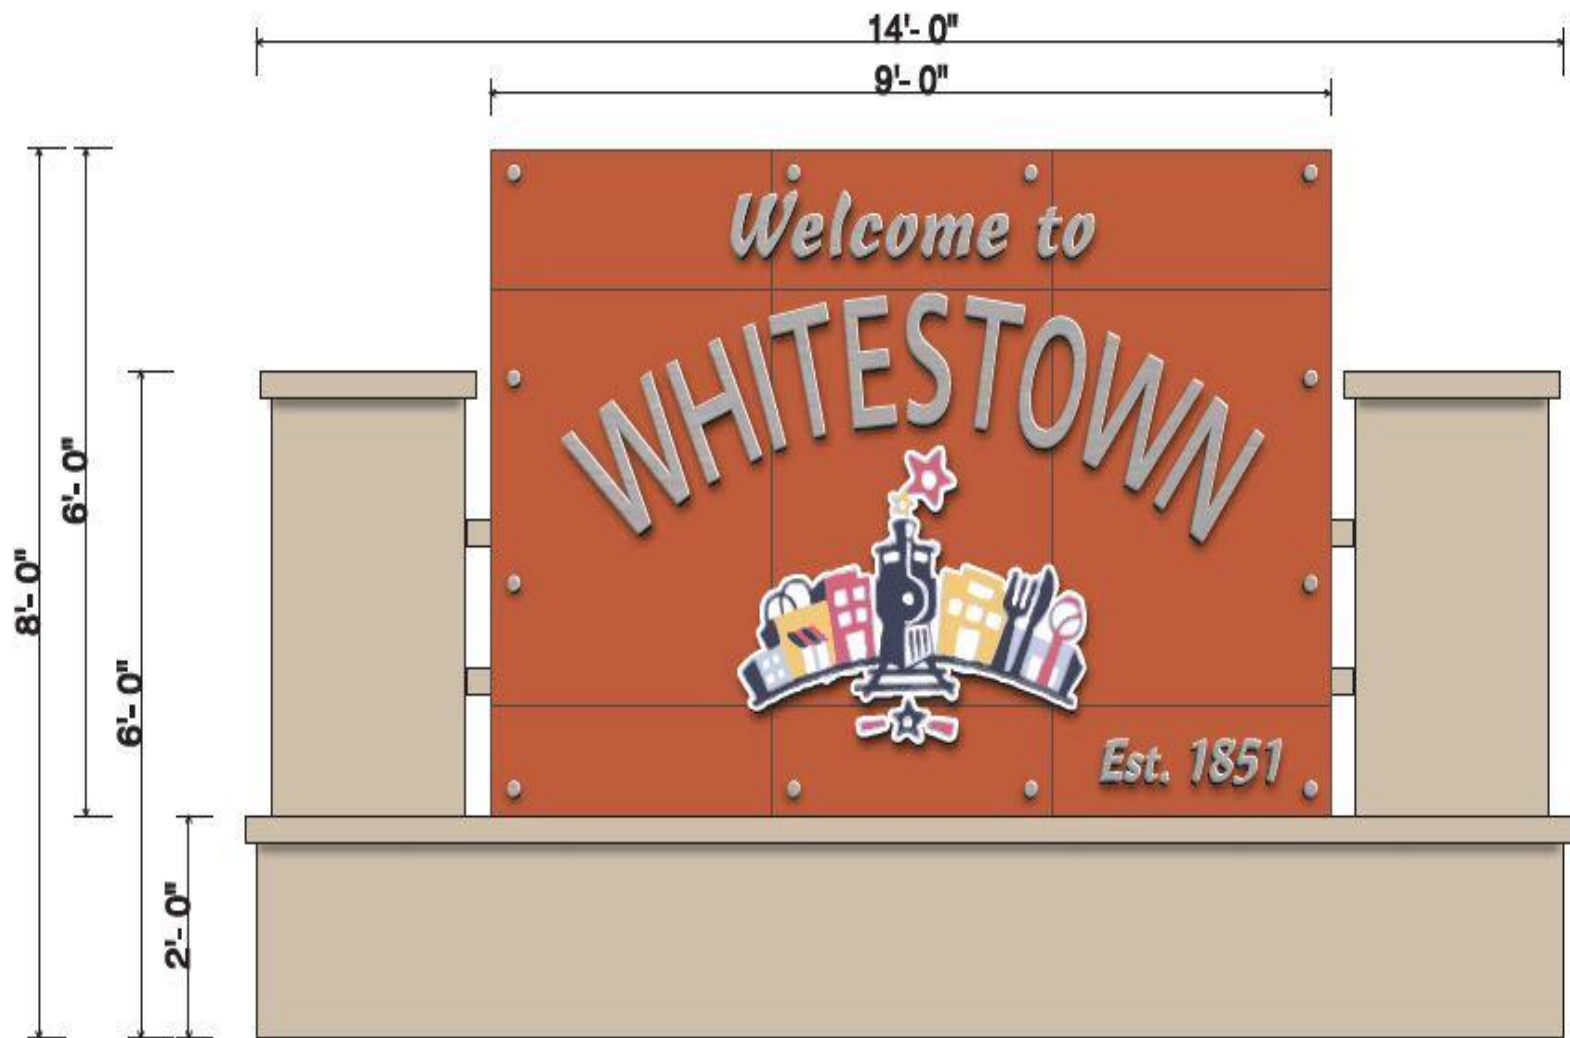 14'- 0"
9'- 0"
Welcome to
WHITESTOWN
6'- 0"
8'- 0"
6'- 0"
Est. 1851
2'- 0"